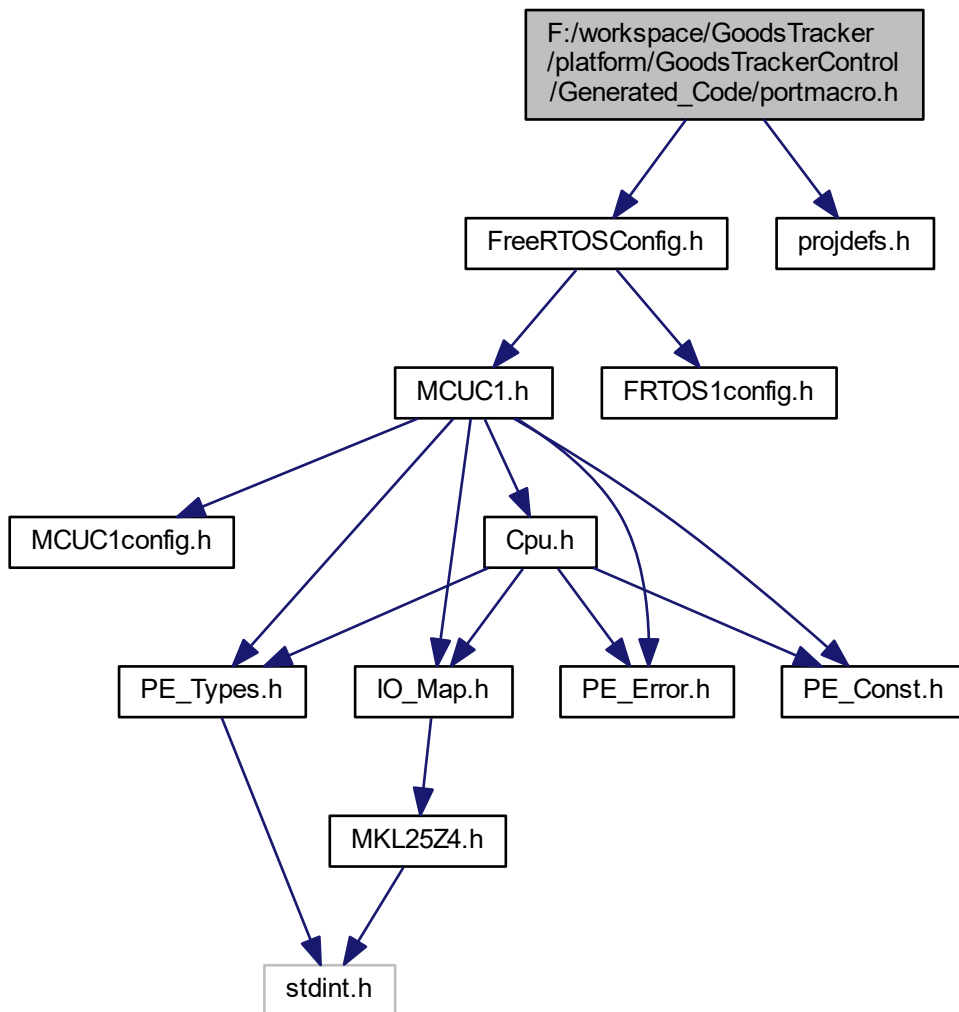 F:/workspace/GoodsTracker
/platform/GoodsTrackerControl
/Generated_Code/portmacro.h
FreeRTOSConfig.h
projdefs.h
MCUC1.h
FRTOS1config.h
MCUC1config.h
Cpu.h
PE_Types.h
IO_Map.h
PE_Error.h
PE_Const.h
MKL25Z4.h
stdint.h